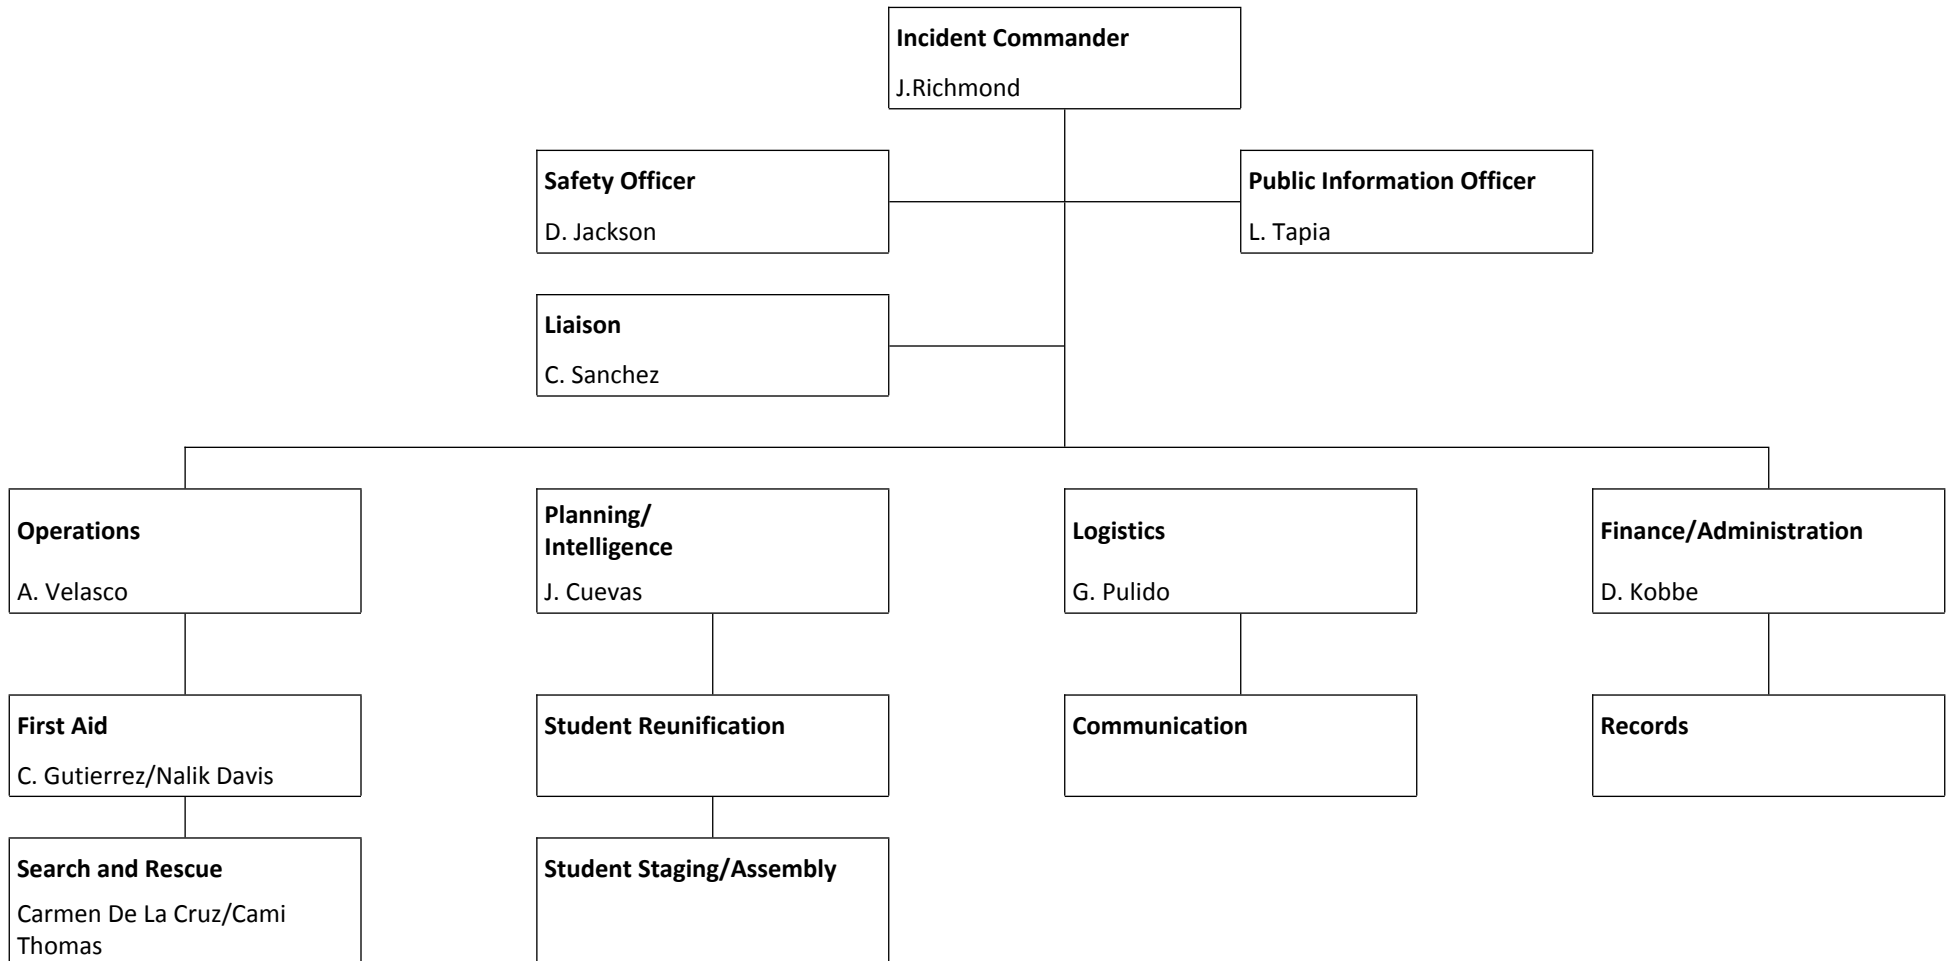 Incident Commander
J.Richmond
Safety Officer
D. Jackson
Public Information Officer
L. Tapia
Liaison
C. Sanchez
Operations
A. Velasco
Planning/
Intelligence
J. Cuevas
Logistics
G. Pulido
Finance/Administration
D. Kobbe
First Aid
C. Gutierrez/Nalik Davis
Student Reunification
Communication
Records
Search and Rescue
Carmen De La Cruz/Cami
Thomas
Student Staging/Assembly